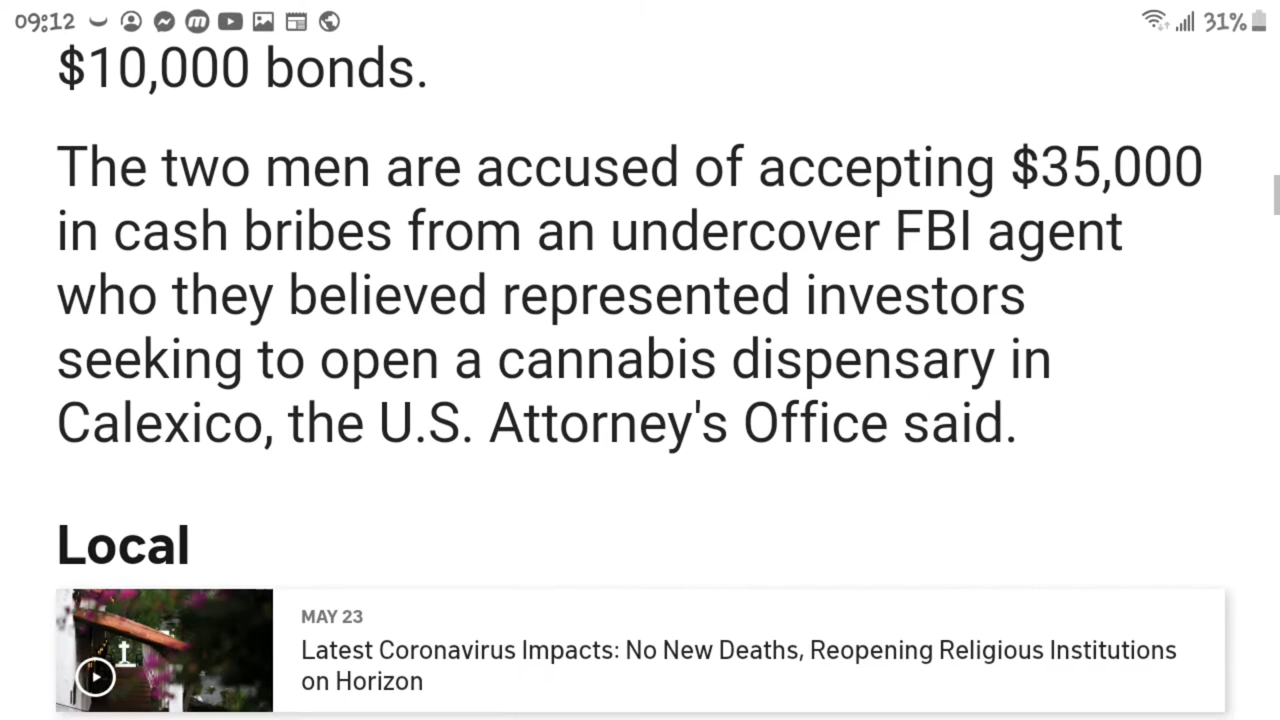 09:12 31%
$10,000 bonds.
The two men are accused of accepting $35,000
in cash bribes from an undercover FBI agent
who they believed represented investors
seeking to open a cannabis dispensary in
Calexico, the U.S. Attorney's Office said.
Local
MAY 23
Latest Coronavirus Impacts: No New Deaths, Reopening Religious Institutions
on Horizon